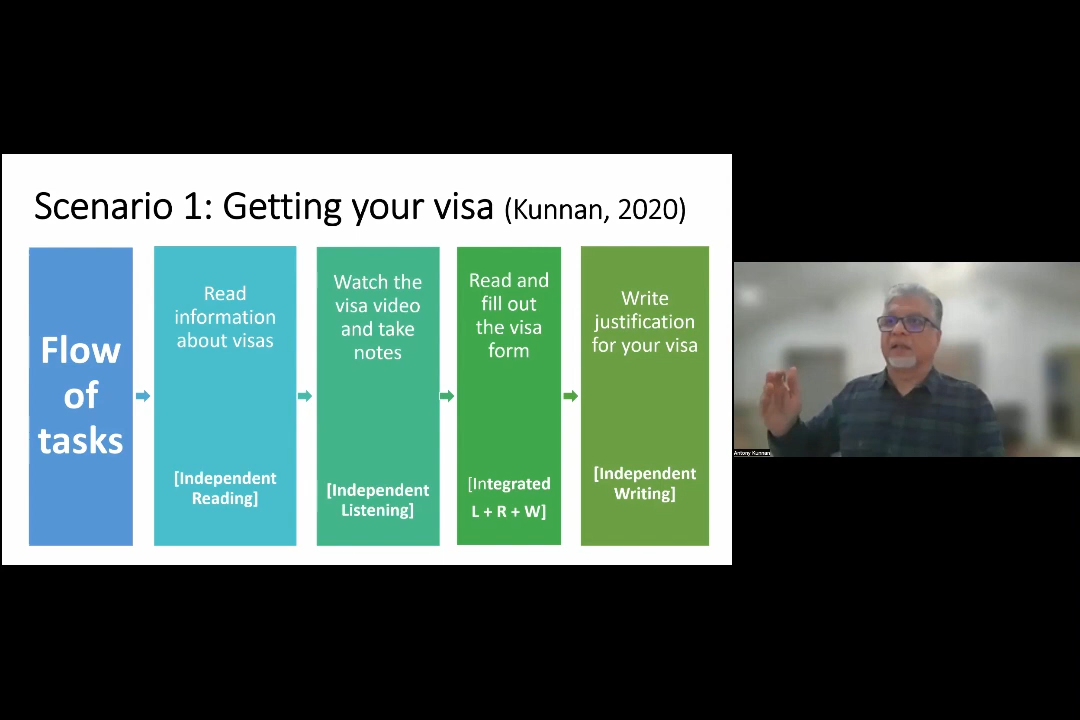 Scenario 1: Getting your visa (Kunnan, 2020)
Flow
of
tasks
Read
information
about visas
[Independent
Reading]
Watch the
visa video
and take
notes
[Independent
Listening]
Read and
fill out
the visa
form
[Integrated
L + R + W]
Write
justification
for your visa
[Independent
Writing]
Antony Kunnan